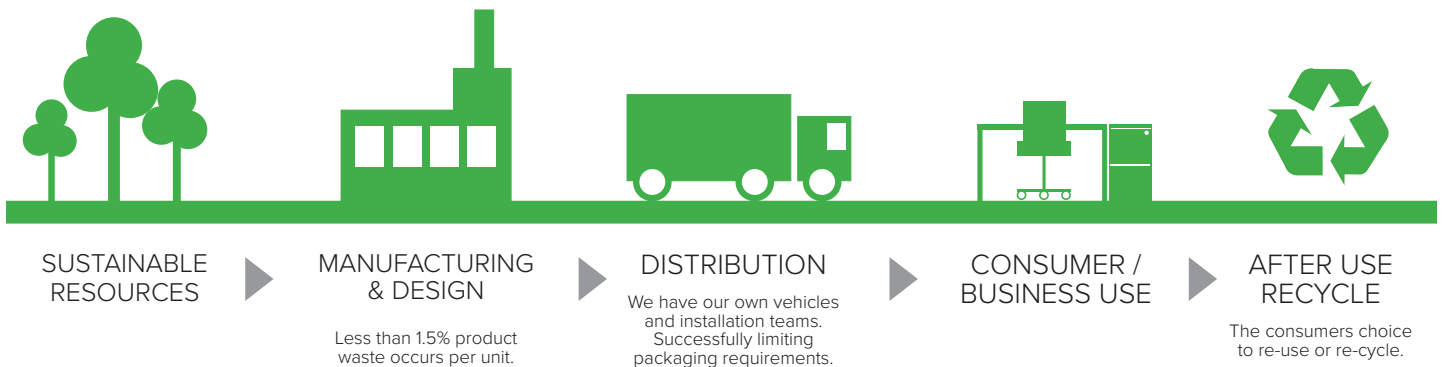 SUSTAINABLE
RESOURCES
MANUFACTURING
& DESIGN
Less than 1.5% product
waste occurs per unit.
DISTRIBUTION
We have our own vehicles
and installation teams.
Successfully limiting
packaging requirements.
CONSUMER /
BUSINESS USE
AFTER USE
RECYCLE
The consumers choice
to re-use or re-cycle.